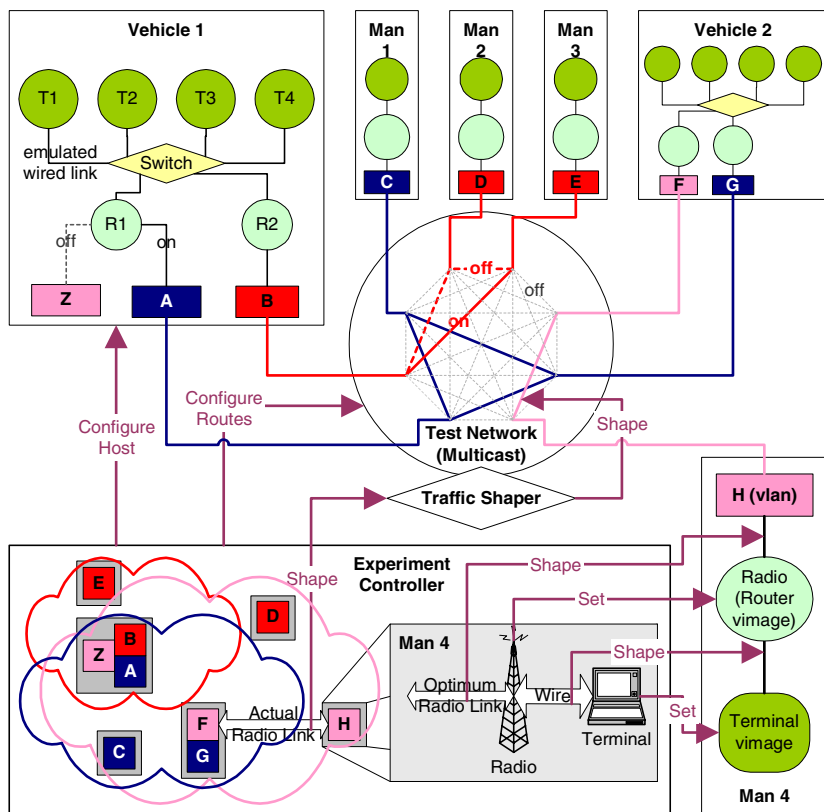 Vehicle 1
T1
T2
T3
T4
emulated
wired link
Switch
R1
R2
off
on
Z
A
B
Man
1
C
Man
2
D
Man
3
E
Vehicle 2
F
G
off
off
on
Test Network
(Multicast)
Configure
Host
Configure
Routes
Shape
Traffic Shaper
H (vlan)
Radio
(Router
vimage)
Terminal
vimage
Man 4
Experiment
Controller
Shape
Shape
Set
Shape
Set
E
D
B
Z
A
F
G
C
Actual
Radio Link
H
Man 4
Optimum
Radio Link
Wire
Radio
Terminal